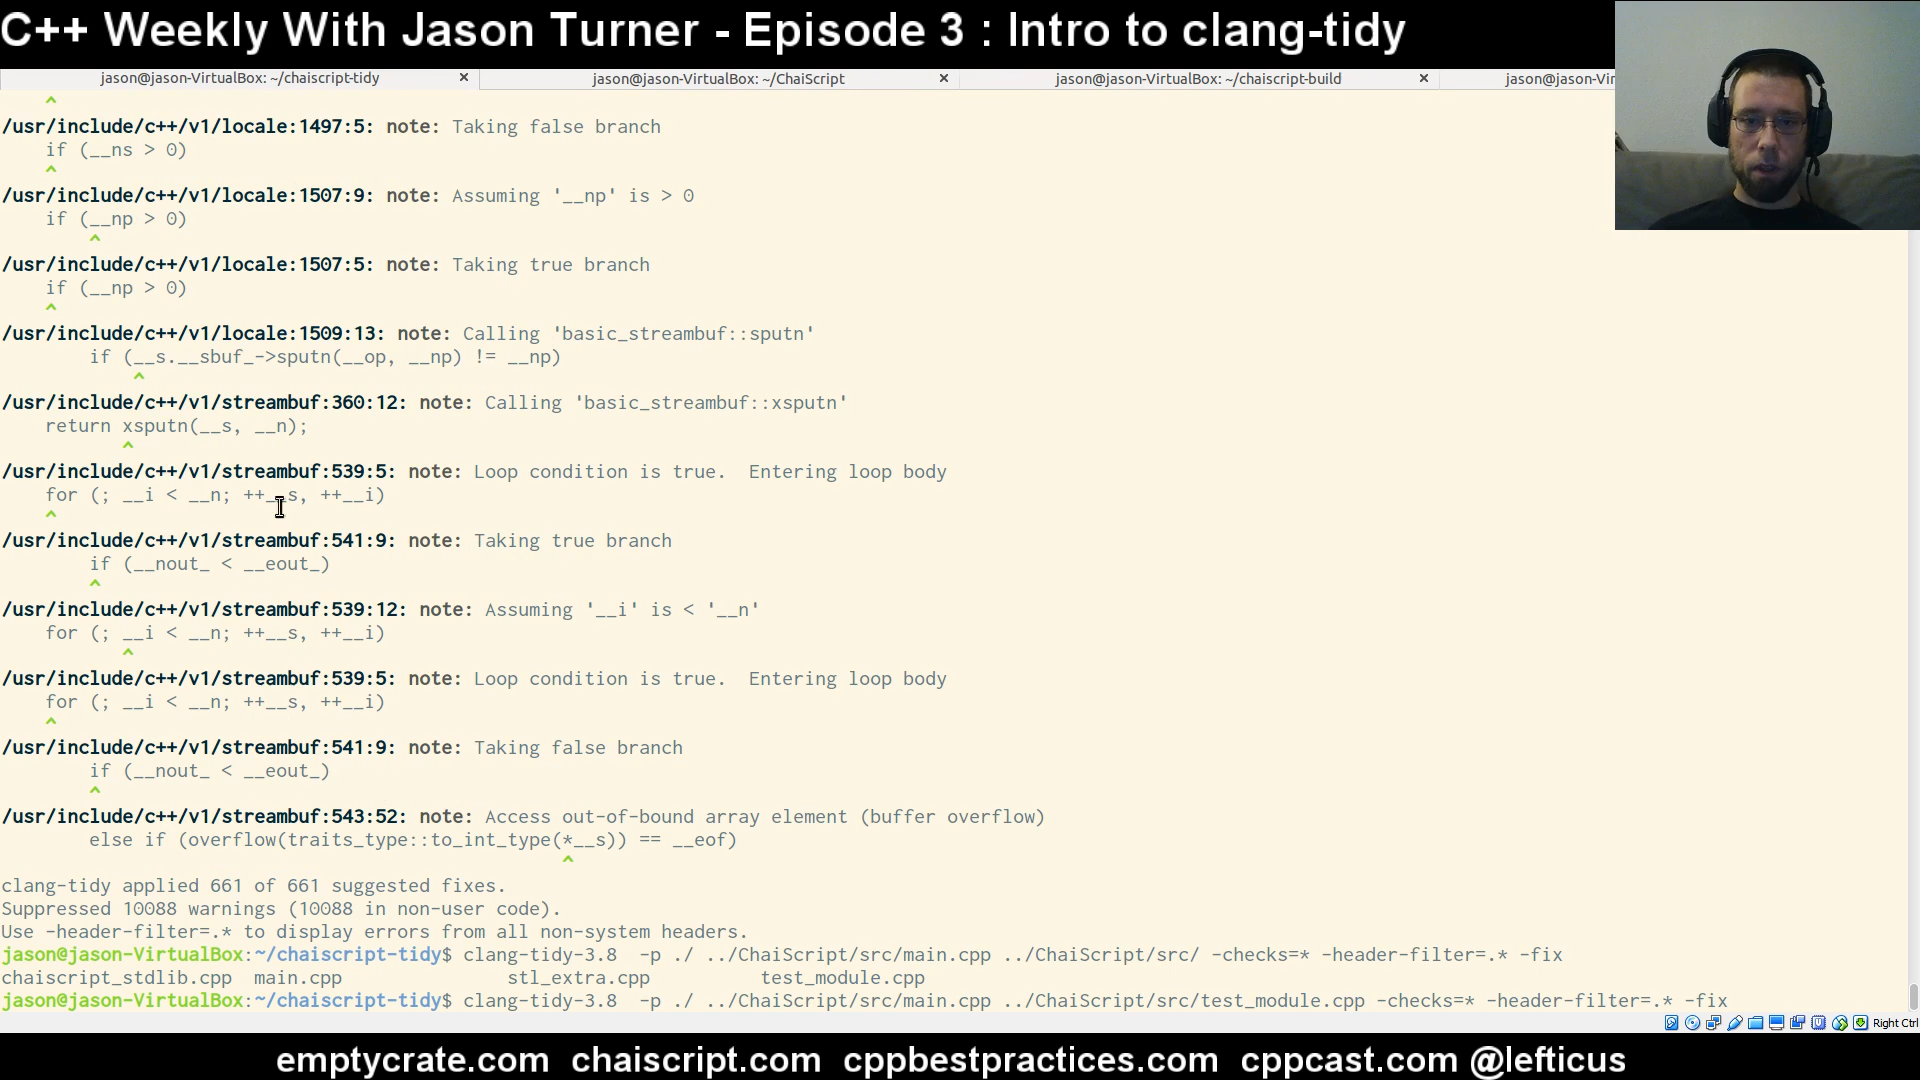 C++ Weekly With Jason Turner - Episode 3 : Intro to clang-tidy
jason@jason-VirtualBox: ~/chaiscript-tidy × jason@jason-VirtualBox: ~/ChaiScript × jason@jason-VirtualBox: ~/chaiscript-build × jason@jason-Vir
^
/usr/include/c++/v1/locale:1497:5: note: Taking false branch
if (__ns > 0)
^
/usr/include/c++/v1/locale:1507:9: note: Assuming '__np' is > 0
if (__np > 0)
^
/usr/include/c++/v1/locale:1507:5: note: Taking true branch
if (__np > 0)
^
/usr/include/c++/v1/locale:1509:13: note: Calling 'basic_streambuf::sputn'
if (__s.__sbuf_->sputn(__op, __np) != __np)
^
/usr/include/c++/v1/streambuf:360:12: note: Calling 'basic_streambuf::xsputn'
return xsputn(__s, __n);
^
/usr/include/c++/v1/streambuf:539:5: note: Loop condition is true.  Entering loop body
for (; __i < __n; ++__s, ++__i)
^
/usr/include/c++/v1/streambuf:541:9: note: Taking true branch
if (__nout_ < __eout_)
^
/usr/include/c++/v1/streambuf:539:12: note: Assuming '__i' is < '__n'
for (; __i < __n; ++__s, ++__i)
^
/usr/include/c++/v1/streambuf:539:5: note: Loop condition is true.  Entering loop body
for (; __i < __n; ++__s, ++__i)
^
/usr/include/c++/v1/streambuf:541:9: note: Taking false branch
if (__nout_ < __eout_)
^
/usr/include/c++/v1/streambuf:543:52: note: Access out-of-bound array element (buffer overflow)
else if (overflow(traits_type::to_int_type(*__s)) == __eof)
^
clang-tidy applied 661 of 661 suggested fixes.
Suppressed 10088 warnings (10088 in non-user code).
Use -header-filter=.* to display errors from all non-system headers.
jason@jason-VirtualBox:~/chaiscript-tidy$ clang-tidy-3.8  -p ./ ../ChaiScript/src/main.cpp ../ChaiScript/src/ -checks=* -header-filter=.* -fix
chaiscript_stdlib.cpp  main.cpp  stl_extra.cpp  test_module.cpp
jason@jason-VirtualBox:~/chaiscript-tidy$ clang-tidy-3.8  -p ./ ../ChaiScript/src/main.cpp ../ChaiScript/src/test_module.cpp -checks=* -header-filter=.* -fix
Right Ctrl
emptycrate.com  chaiscript.com  cppbestpractices.com  cppcast.com @lefticus